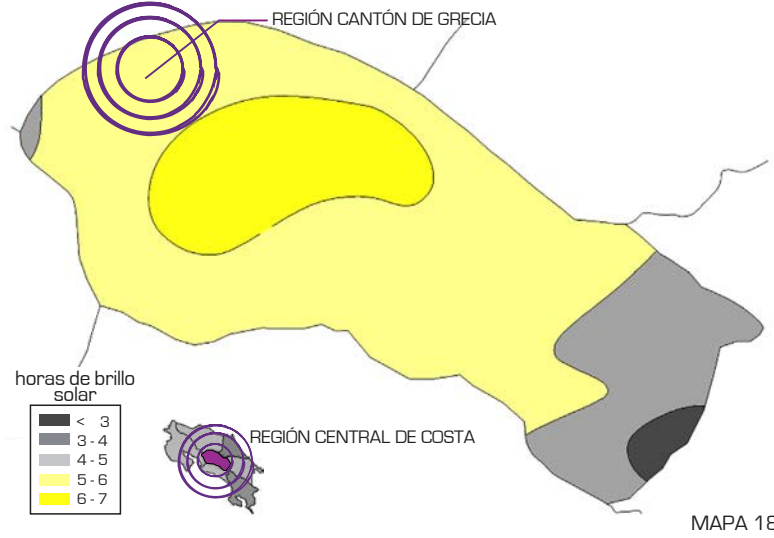 REGIÓN CANTÓN DE GRECIA
horas de brillo
solar
< 3
3-4
4-5
5-6
6-7
REGIÓN CENTRAL DE COSTA
MAPA 18